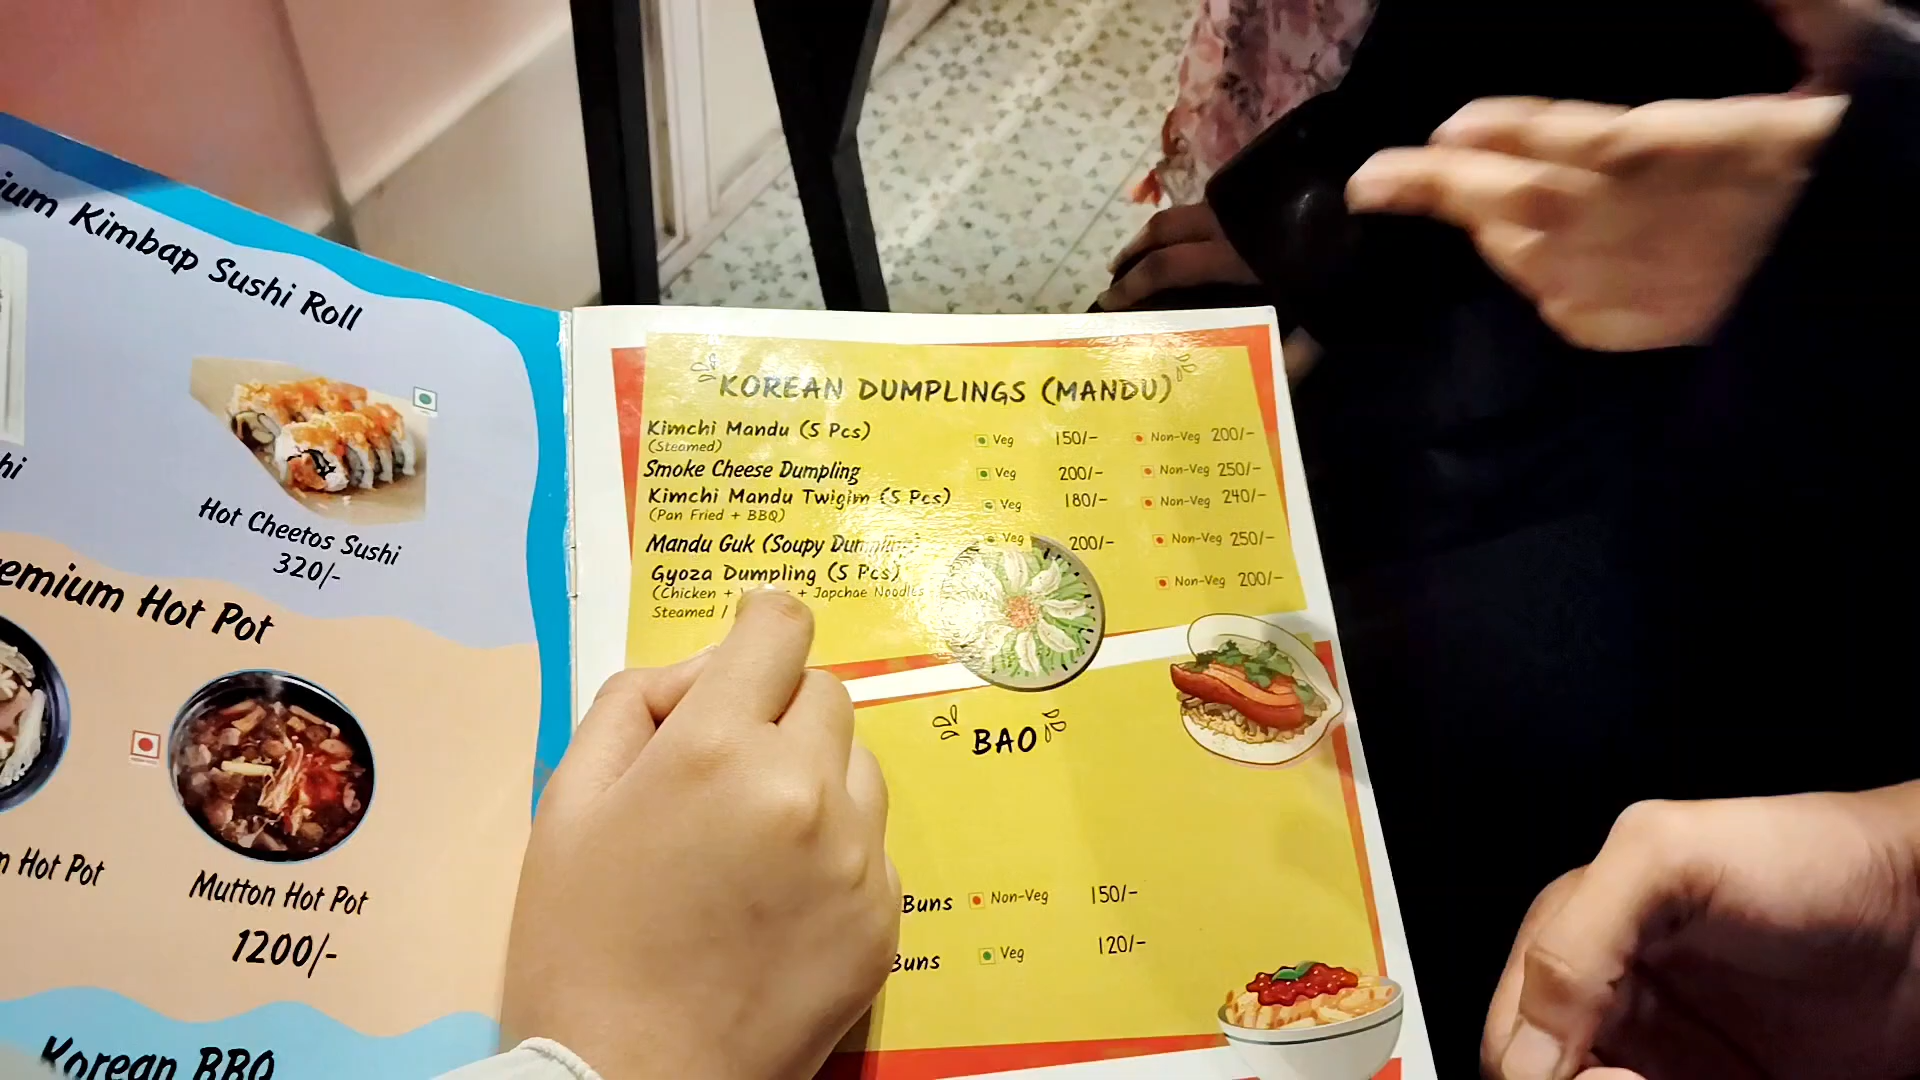 Kimbap Sushi Roll
Hot Cheetos Sushi
320/-
Hot Pot
Hot Pot
Mutton Hot Pot
1200/-
Korean BBQ
KOREAN DUMPLINGS (MANDU)
Kimchi Mandu (5 Pcs) Veg 150/- Non-Veg 200/-
(Steamed)
Smoke Cheese Dumpling Veg 200/- Non-Veg 250/-
Kimchi Mandu Twigim (5 Pcs) Veg 180/- Non-Veg 240/-
(Pan Fried + BBQ)
Mandu Guk (Soupy Veg 200/- Non-Veg 250/-
Gyoza Dumpling (5 Pcs) Non-Veg 200/-
(Chicken + + Japchae Noodles
Steamed /
BAO
Buns Non-Veg 150/-
Buns Veg 120/-